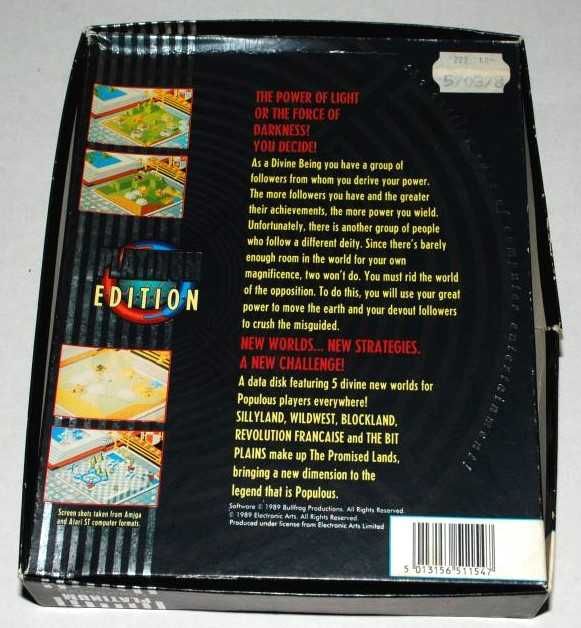 570378
THE POWER OF LIGHT
OR THE FORCE OF
DARKNESS?
YOU DECIDE!
As a Divine Being you have a group of
followers from whom you derive your power.
The more followers you have and the greater
their achievements, the more power you wield.
Unfortunately, there is another group of people
who follow a different deity. Since there's barely
enough room in the world for your own
magnificence, two won't do. You must rid the world
of the opposition. To do this, you will use your great
power to move the earth and your devout followers
to crush the misguided.
EDITION
NEW WORLDS... NEW STRATEGIES.
A NEW CHALLENGE!
A data disk featuring 5 divine new worlds for
Populous players everywhere!
SILLYLAND, WILDWEST, BLOCKLAND,
REVOLUTION FRANCAISE and THE BIT
PLAINS make up The Promised Lands,
bringing a new dimension to the
legend that is Populous.
Software © 1989 Bullfrog Productions. All Rights Reserved.
© 1989 Electronic Arts. All Rights Reserved.
Produced under license from Electronic Arts Limited
Screen shots taken from Amiga
and Atari ST computer formats.
5 013156 511547
of computer entertainment!
PLATINUM